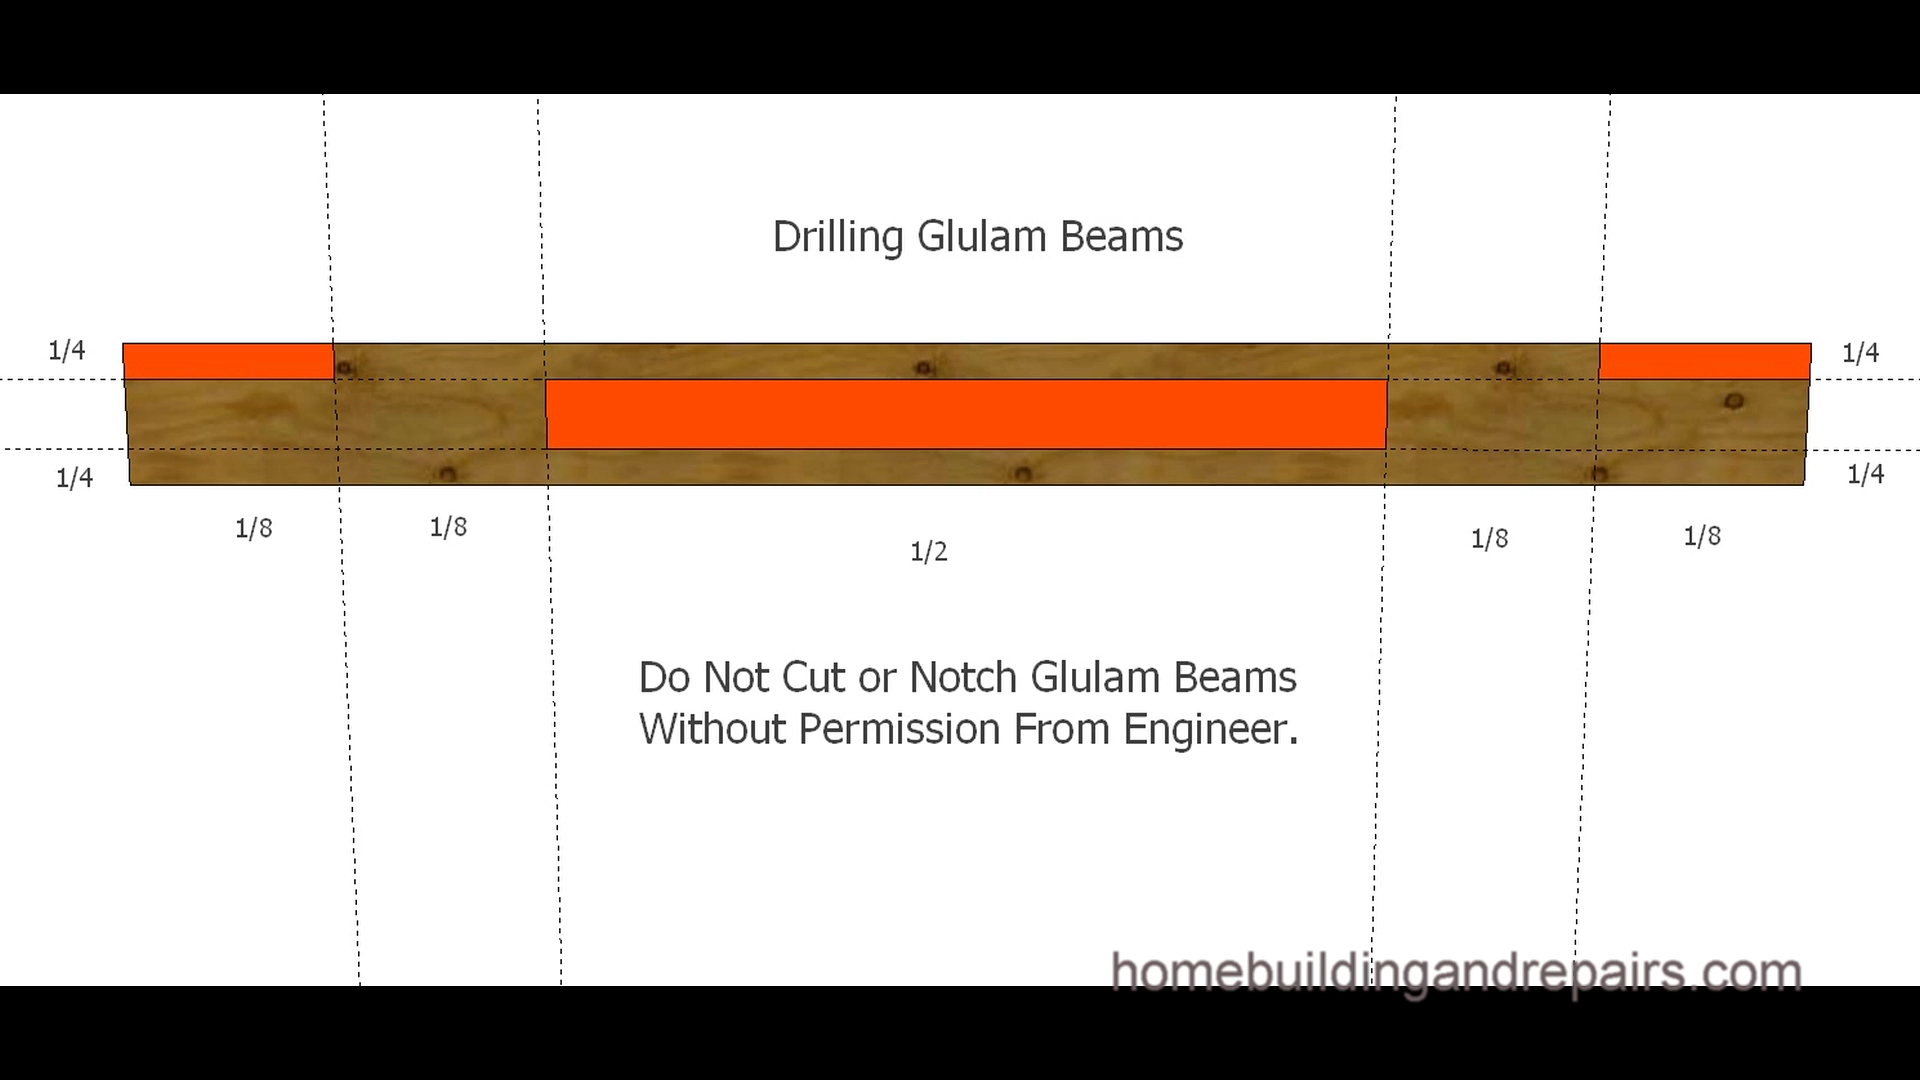 Drilling Glulam Beams
1/4
1/4
1/4
1/4
1/8
1/8
1/2
1/8
1/8
Do Not Cut or Notch Glulam Beams
Without Permission From Engineer.
homebuildingandrepairs.com